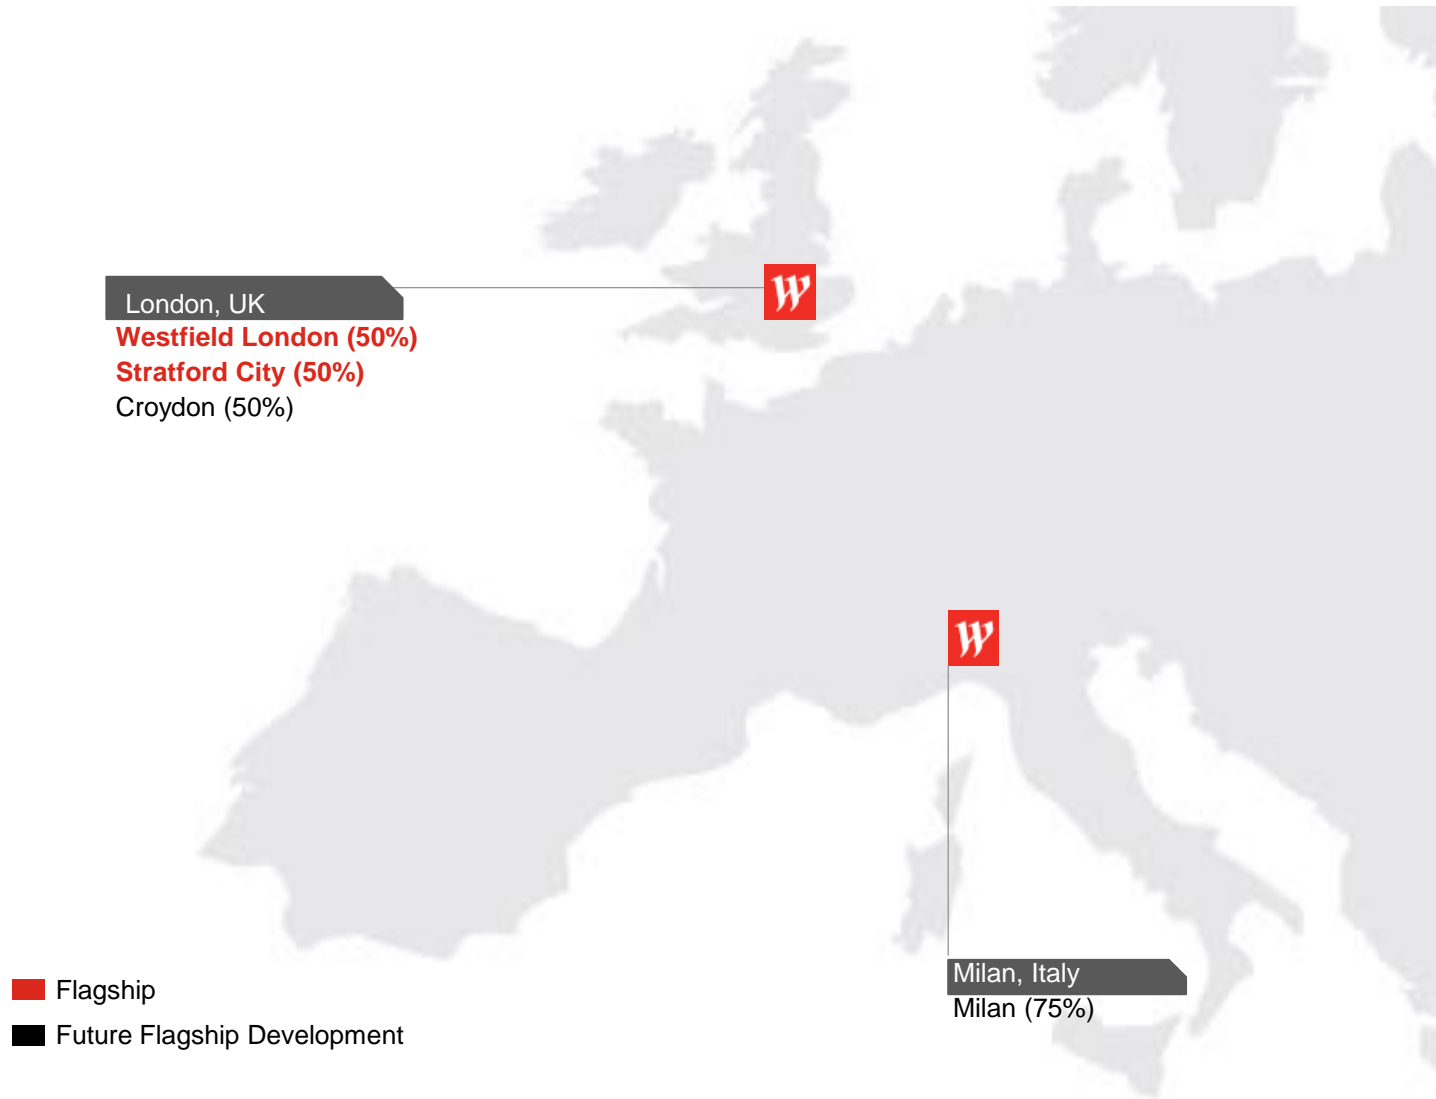 London, UK
Westfield London (50%)
Stratford City (50%)
Croydon (50%)
W
W
Milan, Italy
Milan (75%)
Flagship
Future Flagship Development